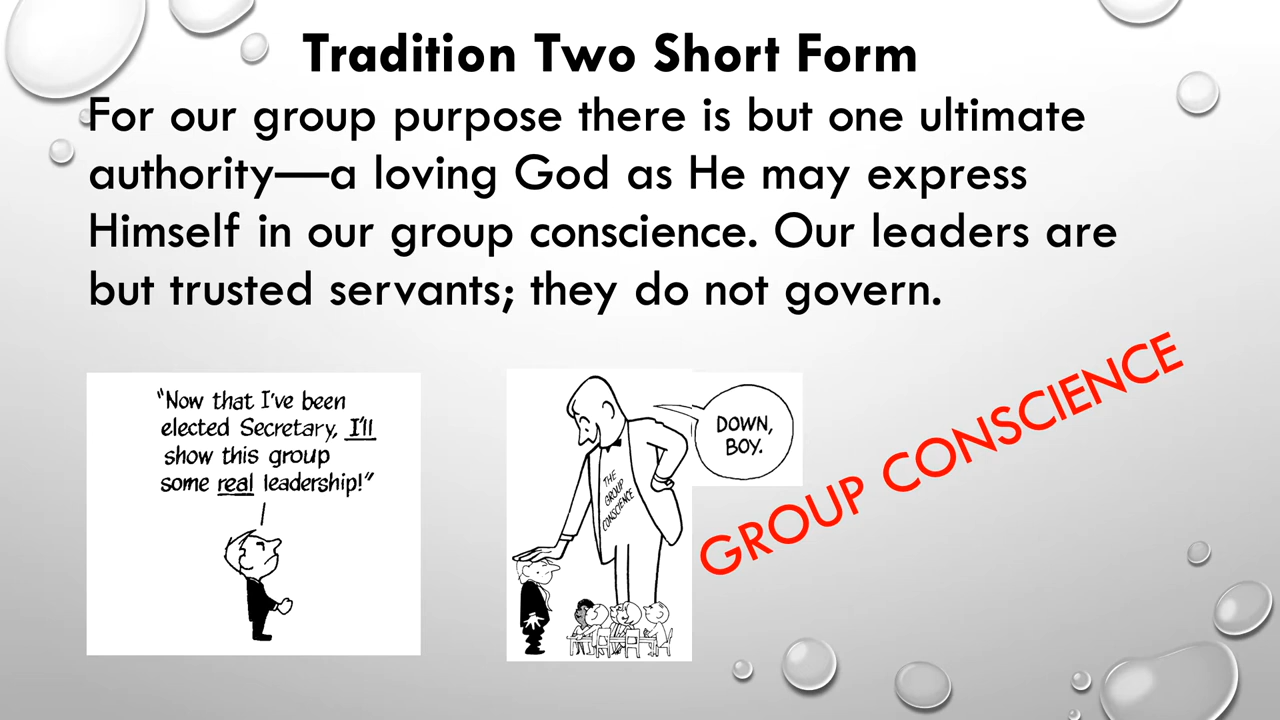 Tradition Two Short Form
For our group purpose there is but one ultimate
authority—a loving God as He may express
Himself in our group conscience. Our leaders are
but trusted servants; they do not govern.
"Now that I've been
elected Secretary, I'll
show this group
some real leadership!"
DOWN,
BOY.
THE
GROUP
CONSCIENCE
GROUP CONSCIENCE